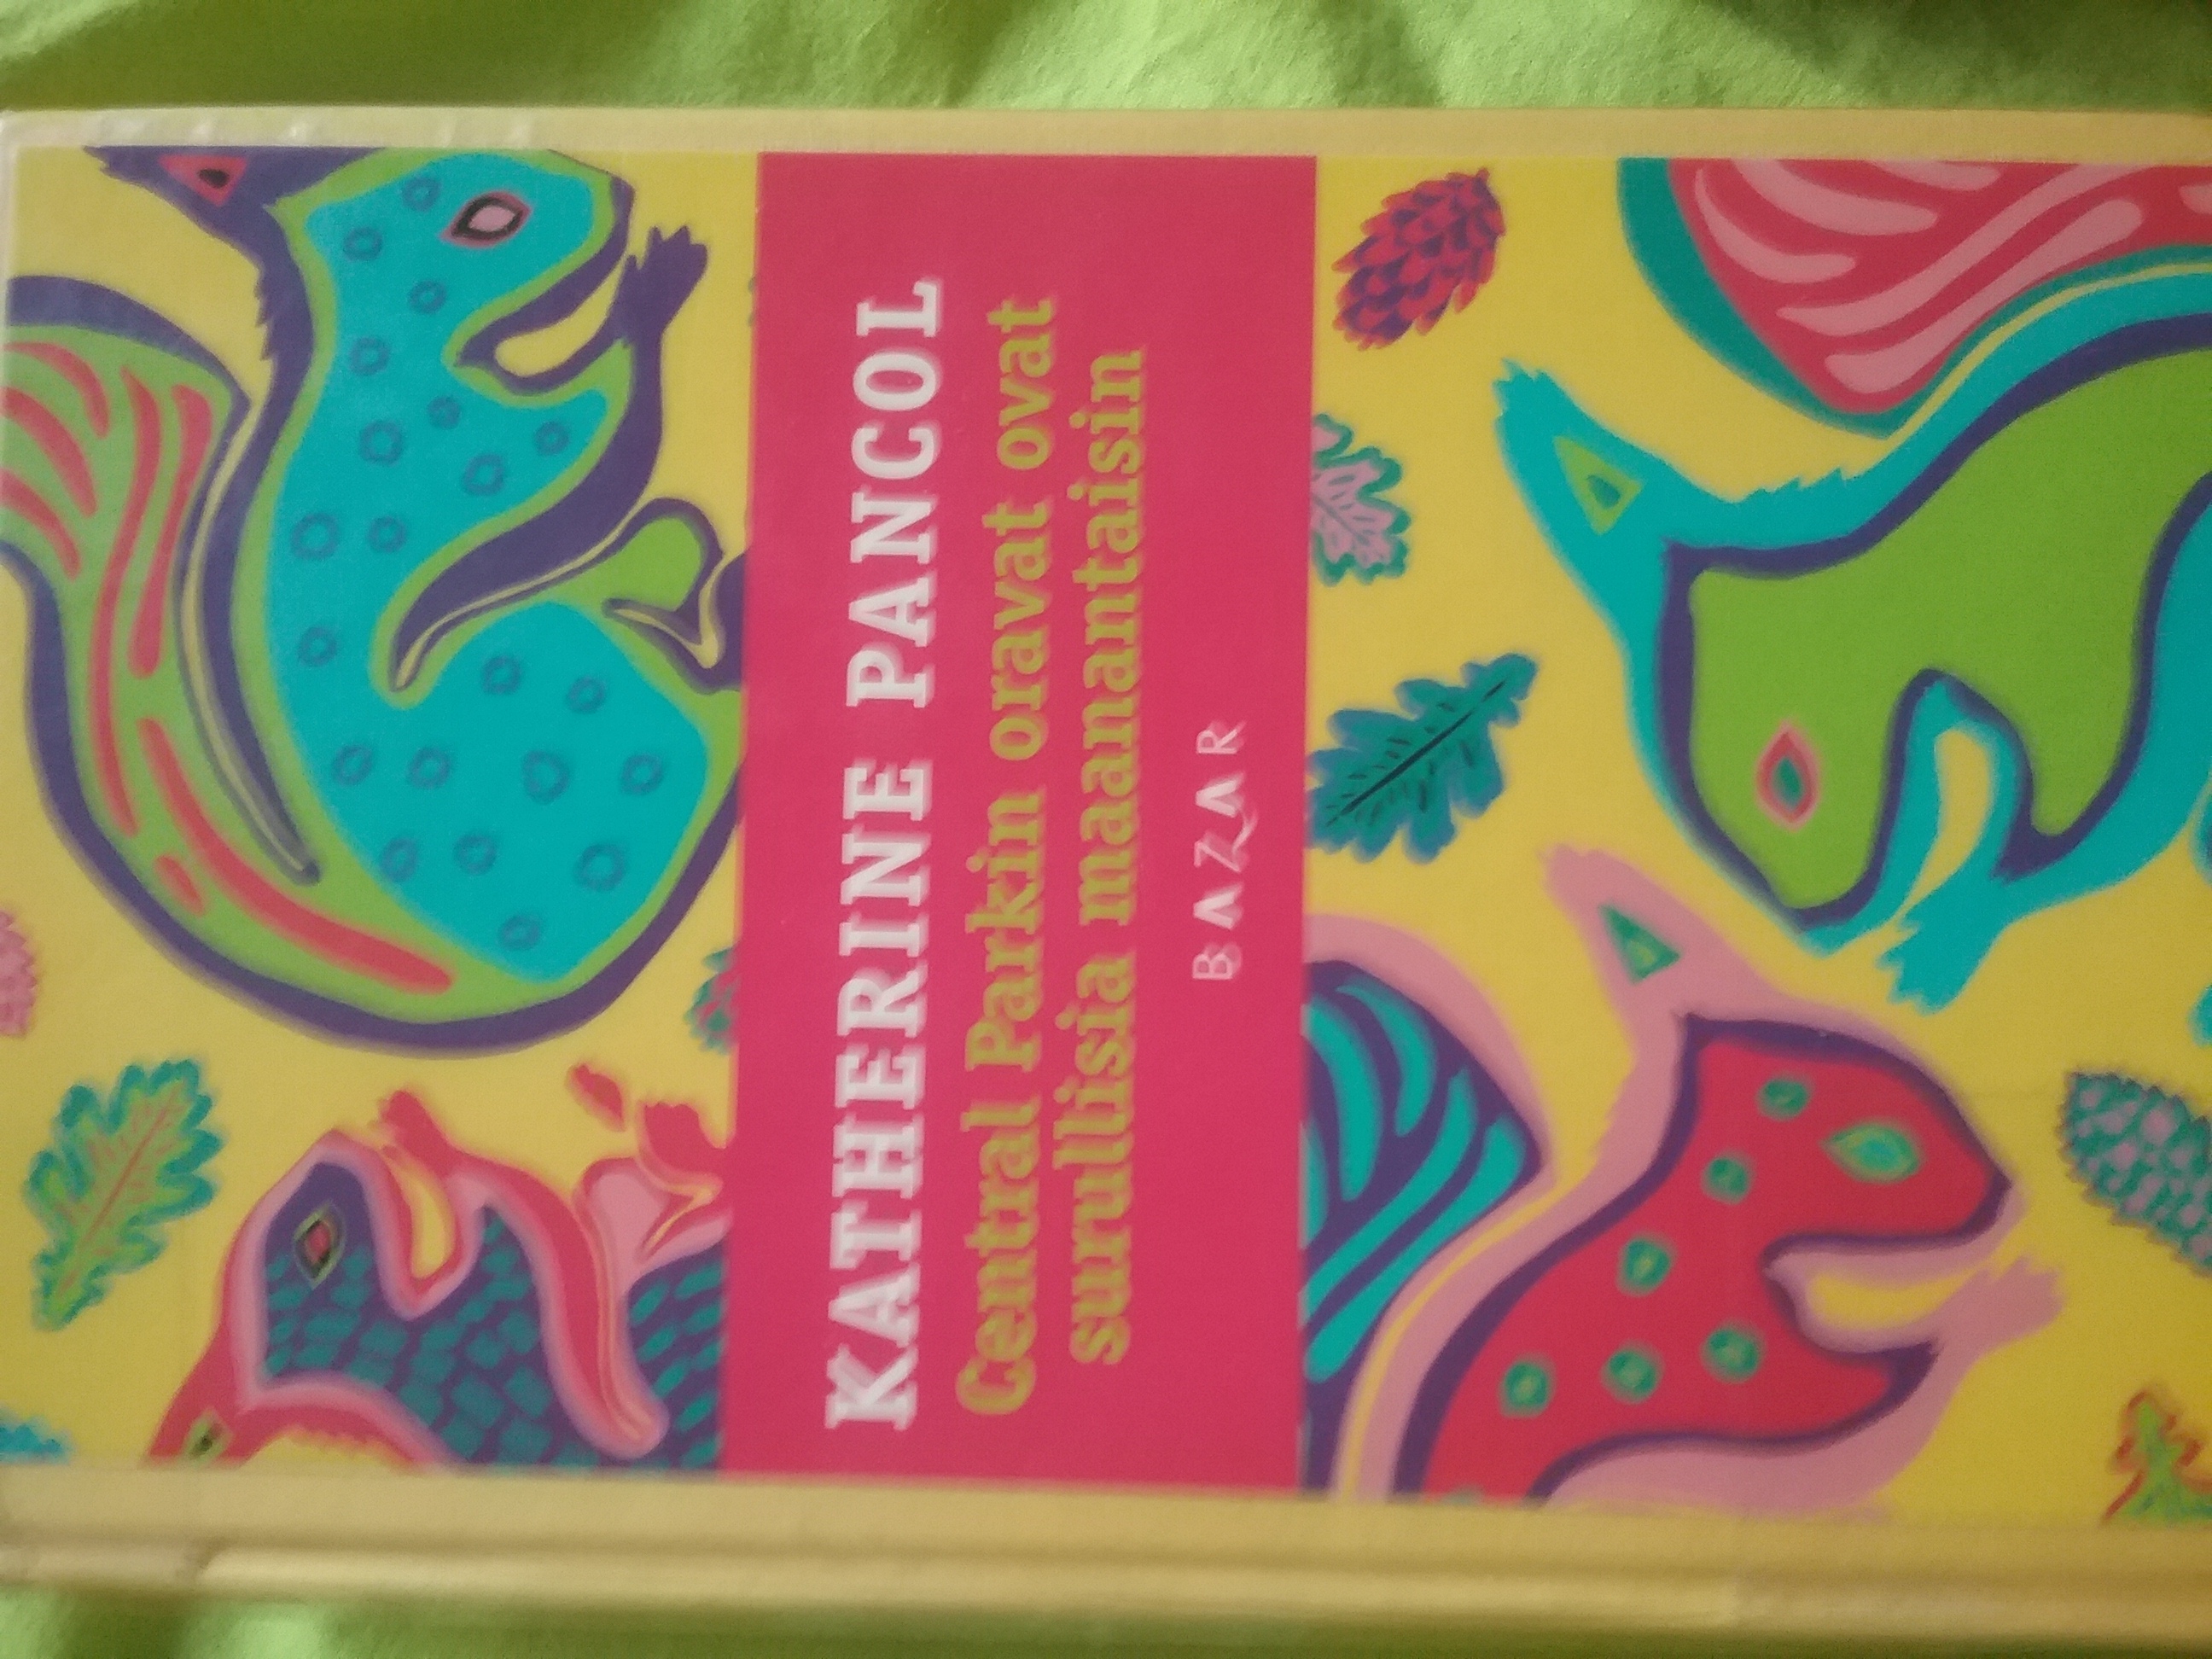 KATHERINE PANCOL
Central Parkin oravat ovat
surullisia maanantaisin
BAZAR